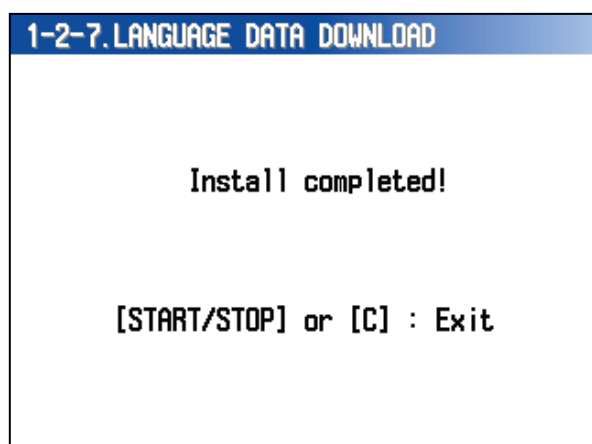 1-2-7.LANGUAGE DATA DOWNLOAD
Install completed!
[START/STOP] or [C] : Exit